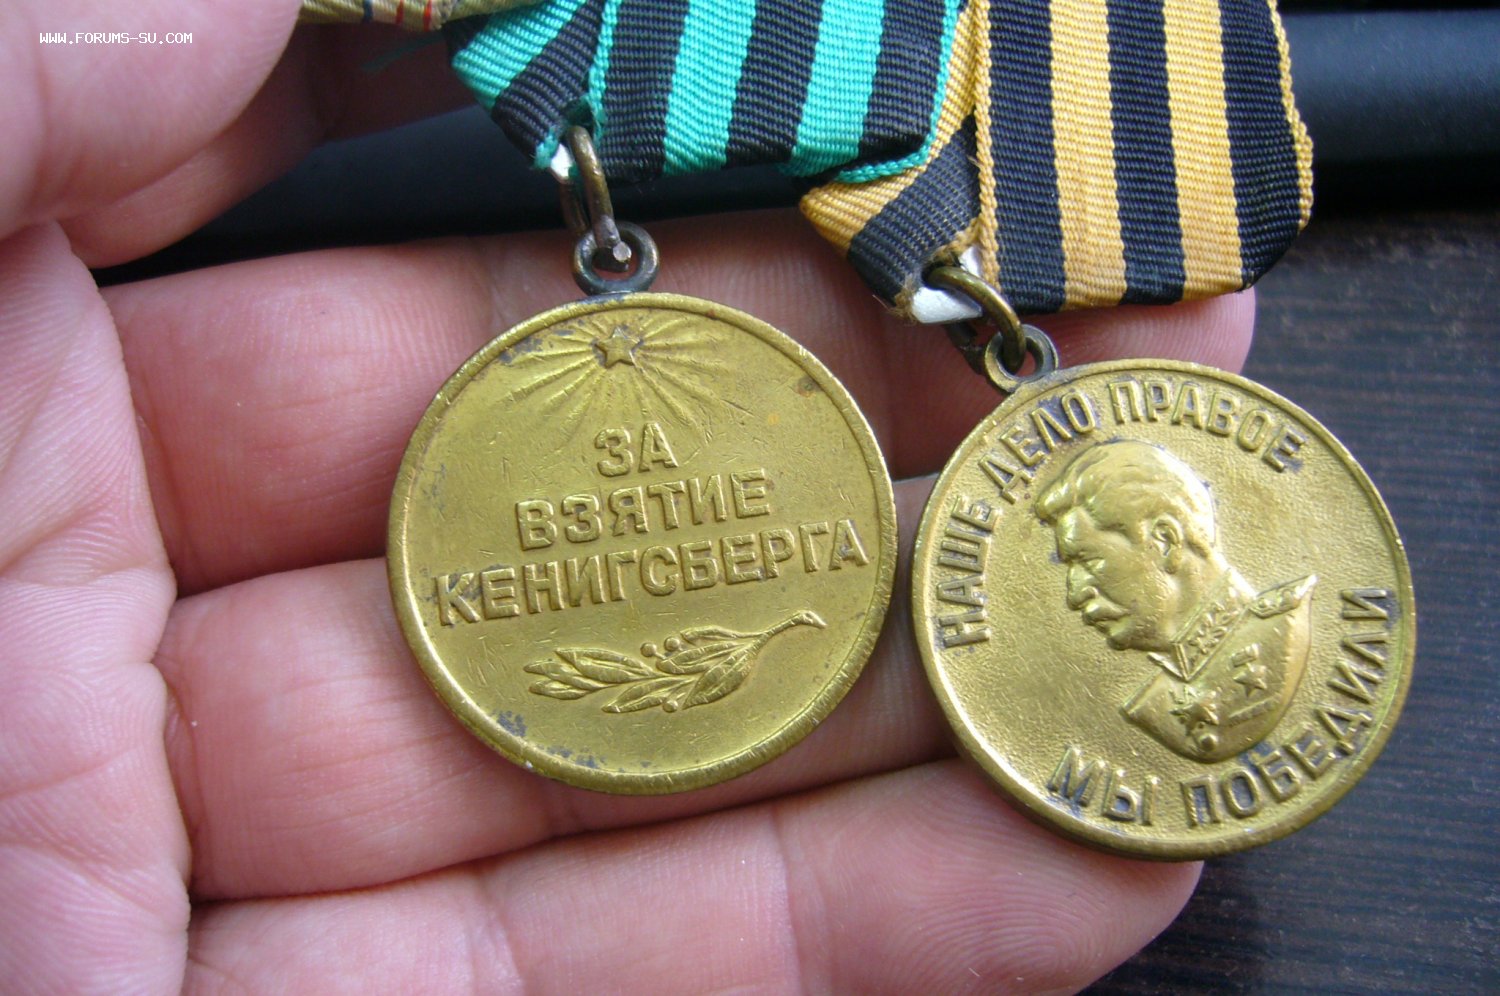 WWW.FORUMS-SU.COM
ЗА
ВЗЯТИЕ
КЕНИГСБЕРГА
НАШЕ ДЕЛО ПРАВОЕ
МЫ ПОБЕДИЛИ